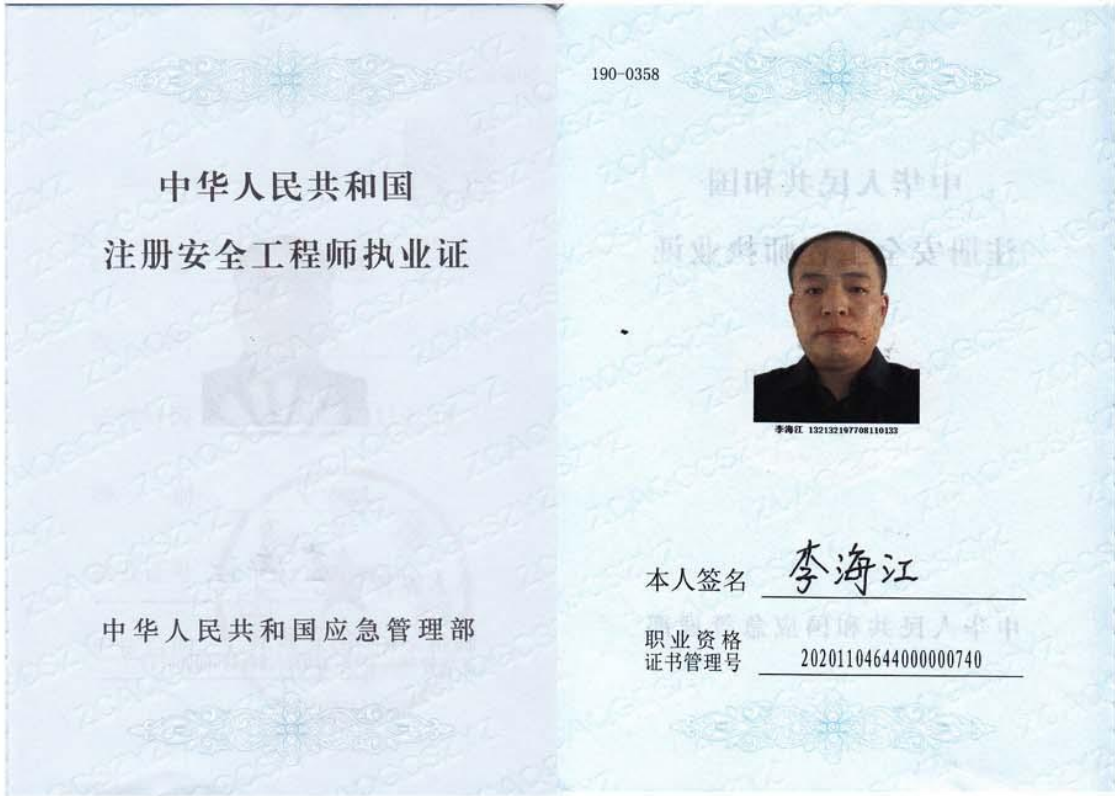 中华人民共和国
注册安全工程师执业证
中华人民共和国应急管理部
190-0358
李海江 132132197708110133
本人签名 李海江
职业资格
证书管理号 20201104644000000740